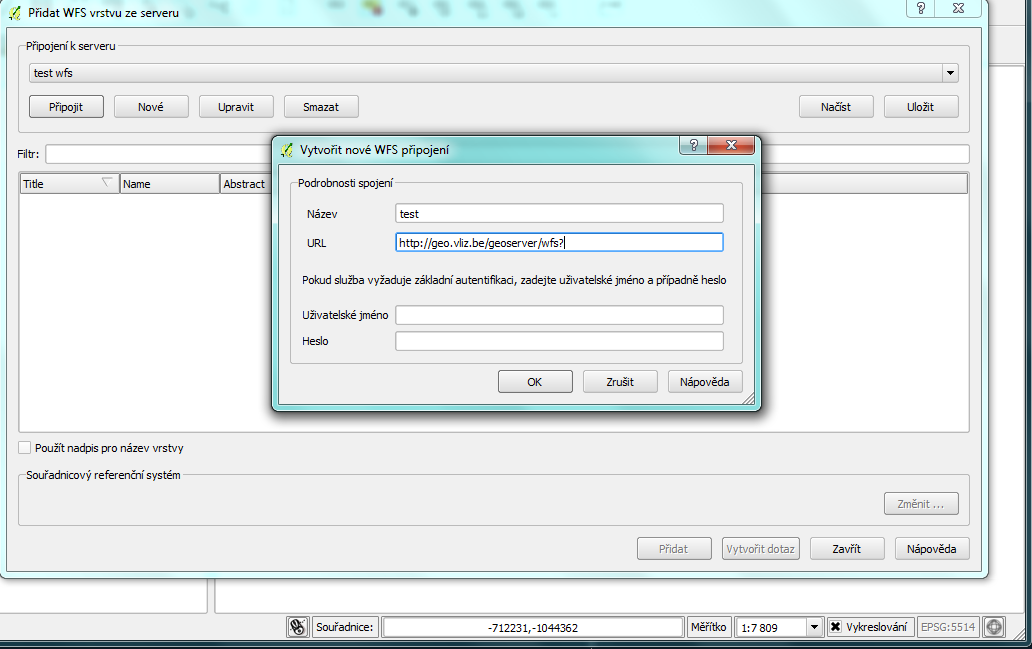 Přidat WFS vrstvu ze serveru
?
Připojení k serveru
test wfs
Připojit Nové Upravit Smazat Načíst Uložit
Filtr:
Title Name Abstract
Vytvořit nové WFS připojení
?
Podrobnosti spojení
Název test
URL http://geo.vliz.be/geoserver/wfs?
Pokud služba vyžaduje základní autentifikaci, zadejte uživatelské jméno a případně heslo
Uživatelské jméno
Heslo
OK Zrušit Nápověda
Použít nadpis pro název vrstvy
Souřadnicový referenční systém
Změnit ...
Přidat Vytvořit dotaz Zavřít Nápověda
Souřadnice: -712231,-1044362 Měřítko 1:7 809 Vykreslování EPSG:5514